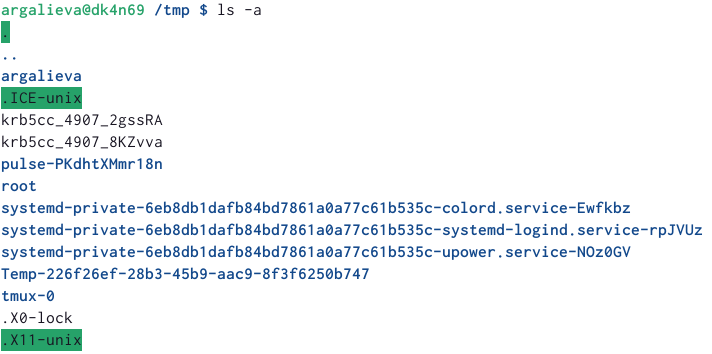 argalieva@dk4n69 /tmp $ ls -a
.
..
argalieva
.ICE-unix
krb5cc_4907_2gssRA
krb5cc_4907_8KZvva
pulse-PKdhtXMmr18n
root
systemd-private-6eb8db1dafb84bd7861a0a77c61b535c-colord.service-Ewfkbz
systemd-private-6eb8db1dafb84bd7861a0a77c61b535c-systemd-logind.service-rpJVUz
systemd-private-6eb8db1dafb84bd7861a0a77c61b535c-upower.service-NOz0GV
Temp-226f26ef-28b3-45b9-aac9-8f3f6250b747
tmux-0
.X0-lock
.X11-unix